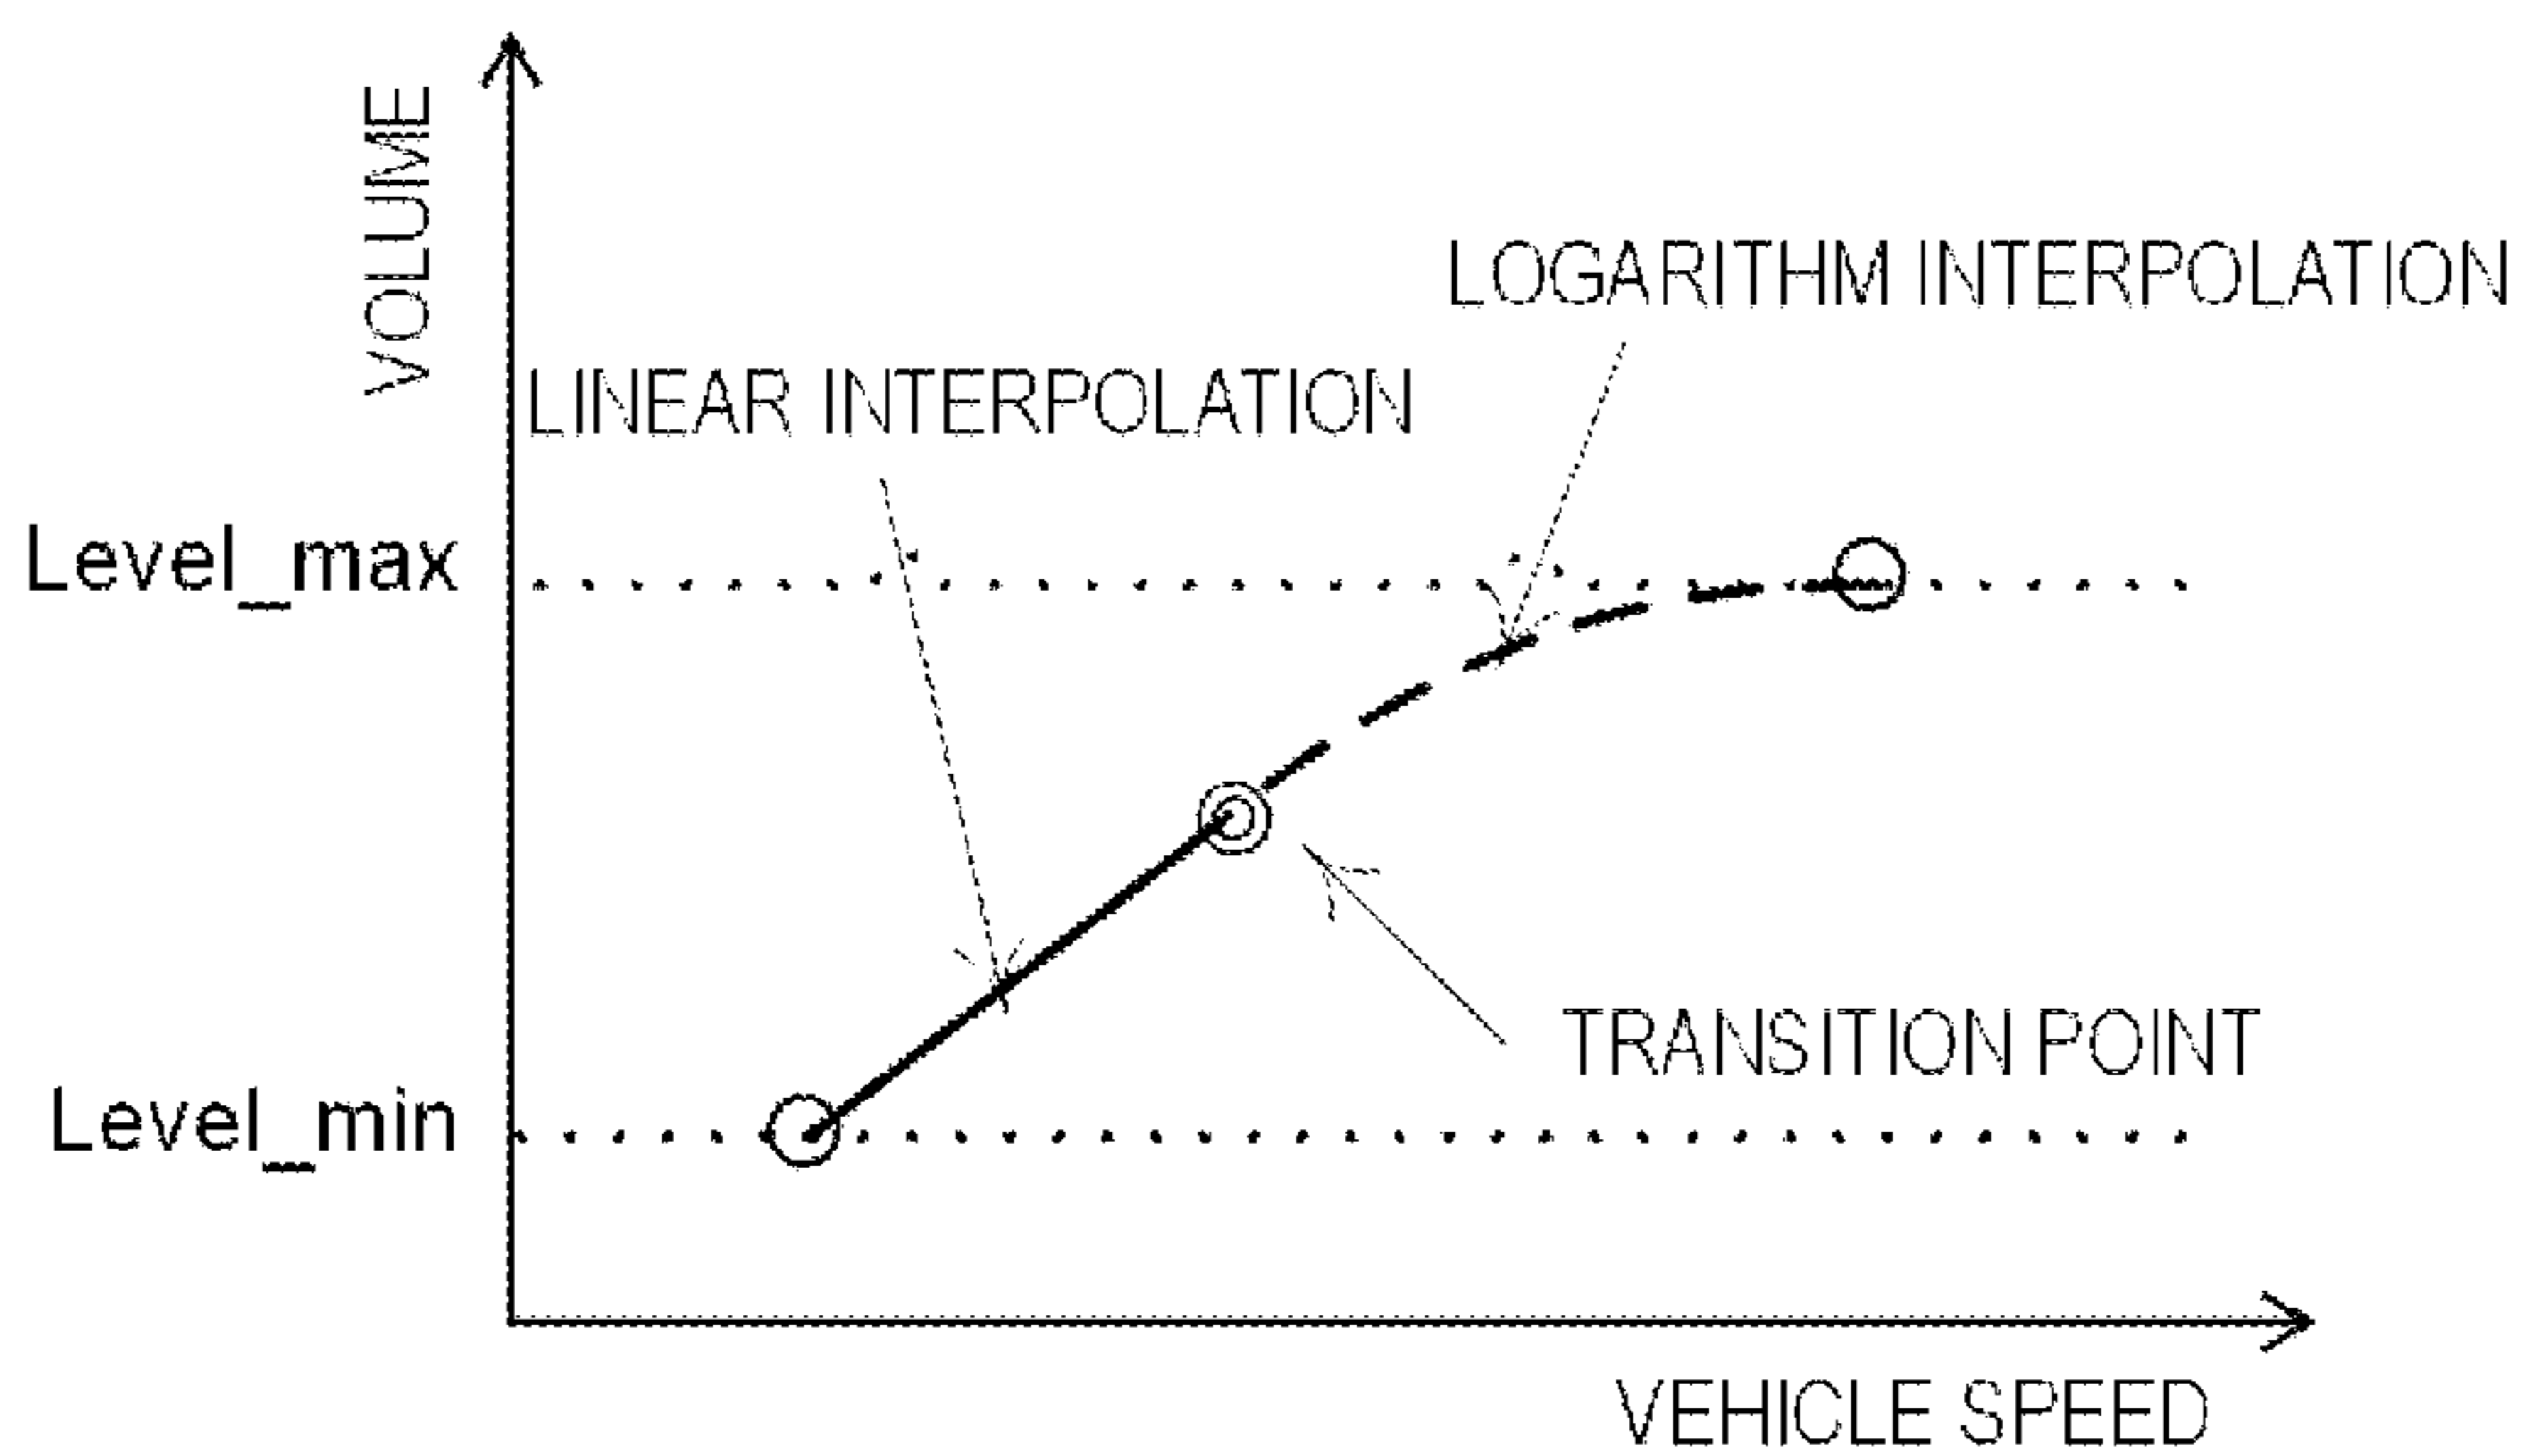 VOLUME
LOGARITHM INTERPOLATION
LINEAR INTERPOLATION
Level_max
TRANSITION POINT
Level_min
VEHICLE SPEED